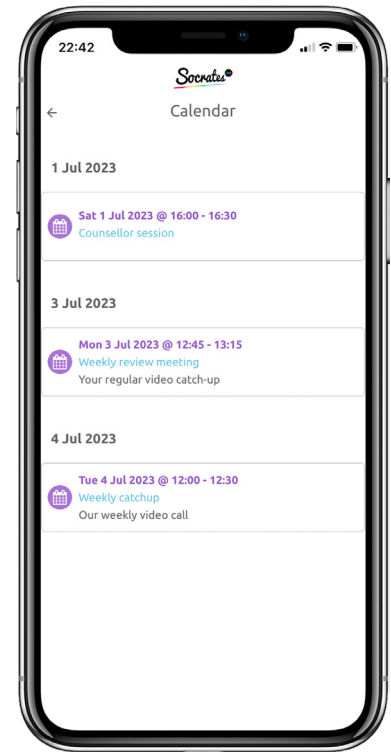 22:42
Socrates
Calendar
1 Jul 2023
Sat 1 Jul 2023 @ 16:00 - 16:30
Counsellor session
3 Jul 2023
Mon 3 Jul 2023 @ 12:45 - 13:15
Weekly review meeting
Your regular video catch-up
4 Jul 2023
Tue 4 Jul 2023 @ 12:00 - 12:30
Weekly catchup
Our weekly video call